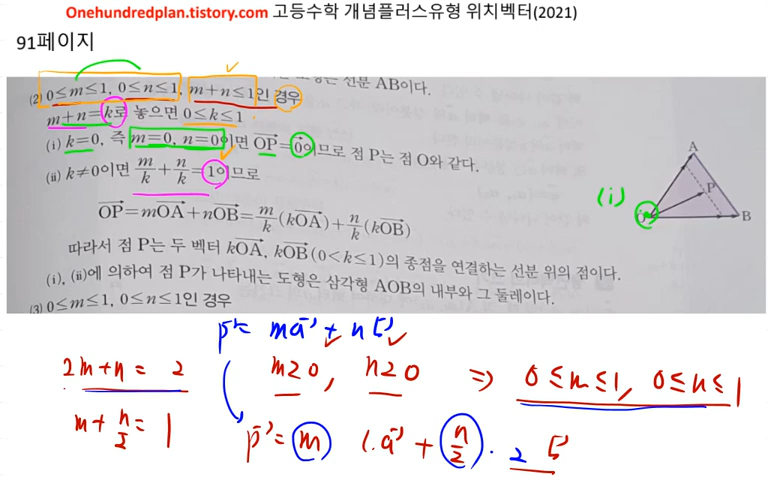 Onehundredplan.tistory.com 고등수학 개념플러스유형 위치벡터(2021)
91페이지
선분 AB이다.
(2) 0≤m≤1, 0≤n≤1, m+n≤1인 경우
m+n=k로 놓으면 0≤k≤1
(i) k=0, 즉 m=0, n=0이면 OP=0이므로 점 P는 점 O와 같다.
(ii) k≠0이면 m/k+n/k=1이므로
OP=mOA+nOB=m/k(kOA)+n/k(kOB)
따라서 점 P는 두 벡터 kOA, kOB(0<k≤1)의 종점을 연결하는 선분 위의 점이다.
(i), (ii)에 의하여 점 P가 나타내는 도형은 삼각형 AOB의 내부와 그 둘레이다.
(3) 0≤m≤1, 0≤n≤1인 경우
(i)
A
P
O
B
p = ma + nb
2m+n = 2
m≥0, n≥0 ⇒ 0≤m≤1, 0≤n≤1
m+n/2 = 1
p = m (a + n/2 · 2 b